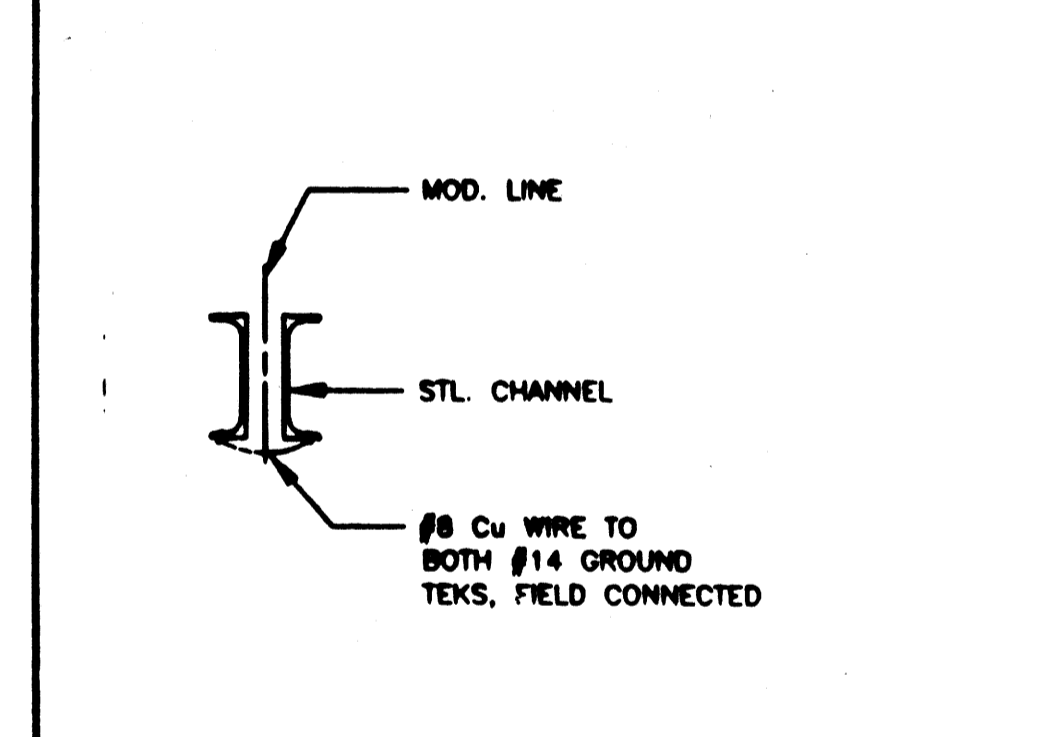 MOD. LINE
STL. CHANNEL
#8 Cu WIRE TO
BOTH #14 GROUND
TEKS, FIELD CONNECTED